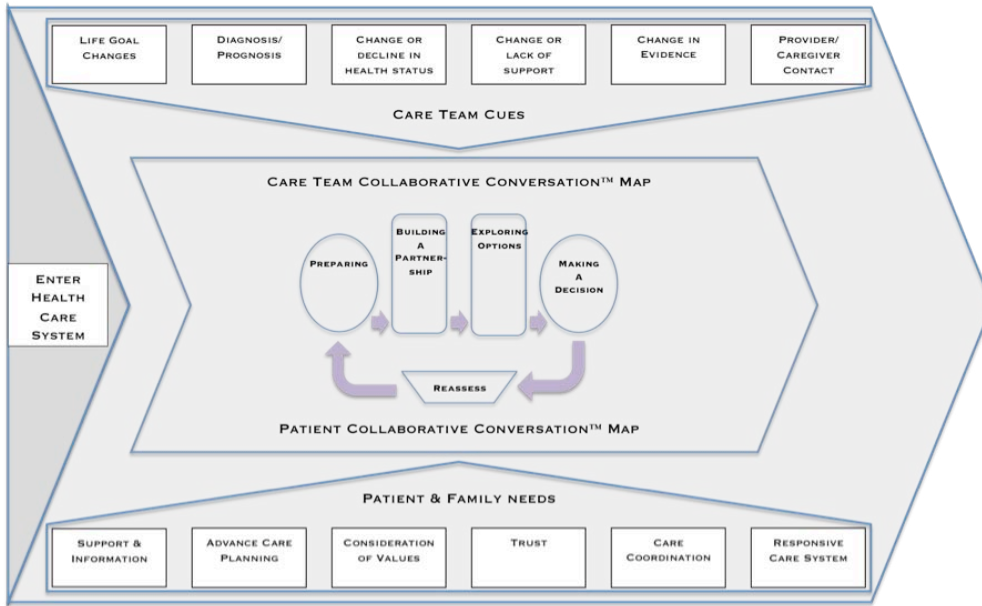 LIFE GOAL
CHANGES
DIAGNOSIS/
PROGNOSIS
CHANGE OR
DECLINE IN
HEALTH STATUS
CHANGE OR
LACK OF
SUPPORT
CHANGE IN
EVIDENCE
PROVIDER/
CAREGIVER
CONTACT
CARE TEAM CUES
CARE TEAM COLLABORATIVE CONVERSATION™ MAP
PREPARING
BUILDING
A
PARTNER-
SHIP
EXPLORING
OPTIONS
MAKING
A
DECISION
REASSESS
ENTER
HEALTH
CARE
SYSTEM
PATIENT COLLABORATIVE CONVERSATION™ MAP
PATIENT & FAMILY NEEDS
SUPPORT &
INFORMATION
ADVANCE CARE
PLANNING
CONSIDERATION
OF VALUES
TRUST
CARE
COORDINATION
RESPONSIVE
CARE SYSTEM